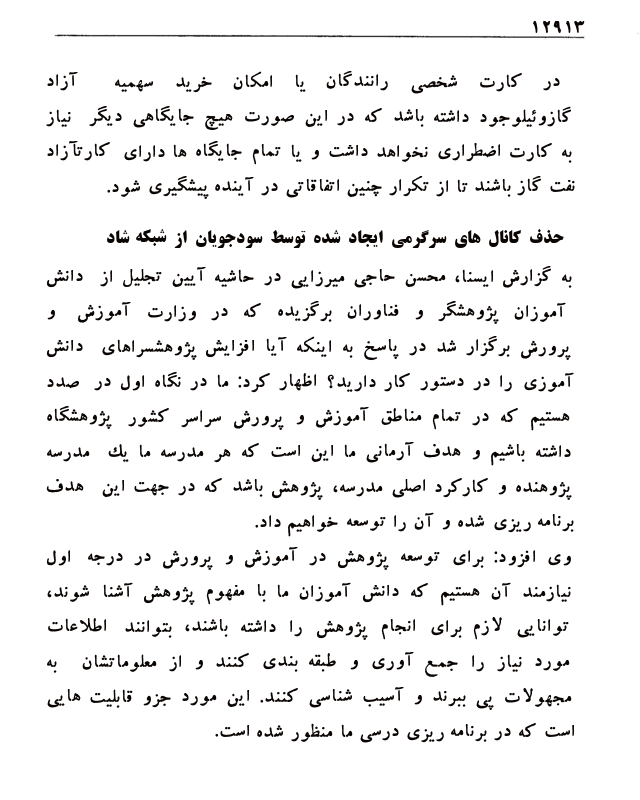 ۱۲۹۱۳
در کارت شخصی رانندگان یا امکان خرید سهمیه آزاد
گازوئیلوجود داشته باشد که در این صورت هیچ جایگاهی دیگر نیاز
به کارت اضطراری نخواهد داشت و یا تمام جایگاه ها دارای کارتآزاد
نفت گاز باشند تا از تکرار چنین اتفاقاتی در آینده پیشگیری شود.
حذف کانال های سرگرمی ایجاد شده توسط سودجویان از شبکه شاد
به گزارش ایسنا، محسن حاجی میرزایی در حاشیه آیین تجلیل از دانش
آموزان پژوهشگر و فناوران برگزیده که در وزارت آموزش و
پرورش برگزار شد در پاسخ به اینکه آیا افزایش پژوهشسراهای دانش
آموزی را در دستور کار دارید؟ اظهار کرد: ما در نگاه اول در صدد
هستیم که در تمام مناطق آموزش و پرورش سراسر کشور پژوهشگاه
داشته باشیم و هدف آرمانی ما این است که هر مدرسه ما یك مدرسه
پژوهنده و کارکرد اصلی مدرسه، پژوهش باشد که در جهت این هدف
برنامه ریزی شده و آن را توسعه خواهیم داد.
وی افزود: برای توسعه پژوهش در آموزش و پرورش در درجه اول
نیازمند آن هستیم که دانش آموزان ما با مفهوم پژوهش آشنا شوند،
توانایی لازم برای انجام پژوهش را داشته باشند، بتوانند اطلاعات
مورد نیاز را جمع آوری و طبقه بندی کنند و از معلوماتشان به
مجهولات پی ببرند و آسیب شناسی کنند. این مورد جزو قابلیت هایی
است که در برنامه ریزی درسی ما منظور شده است.